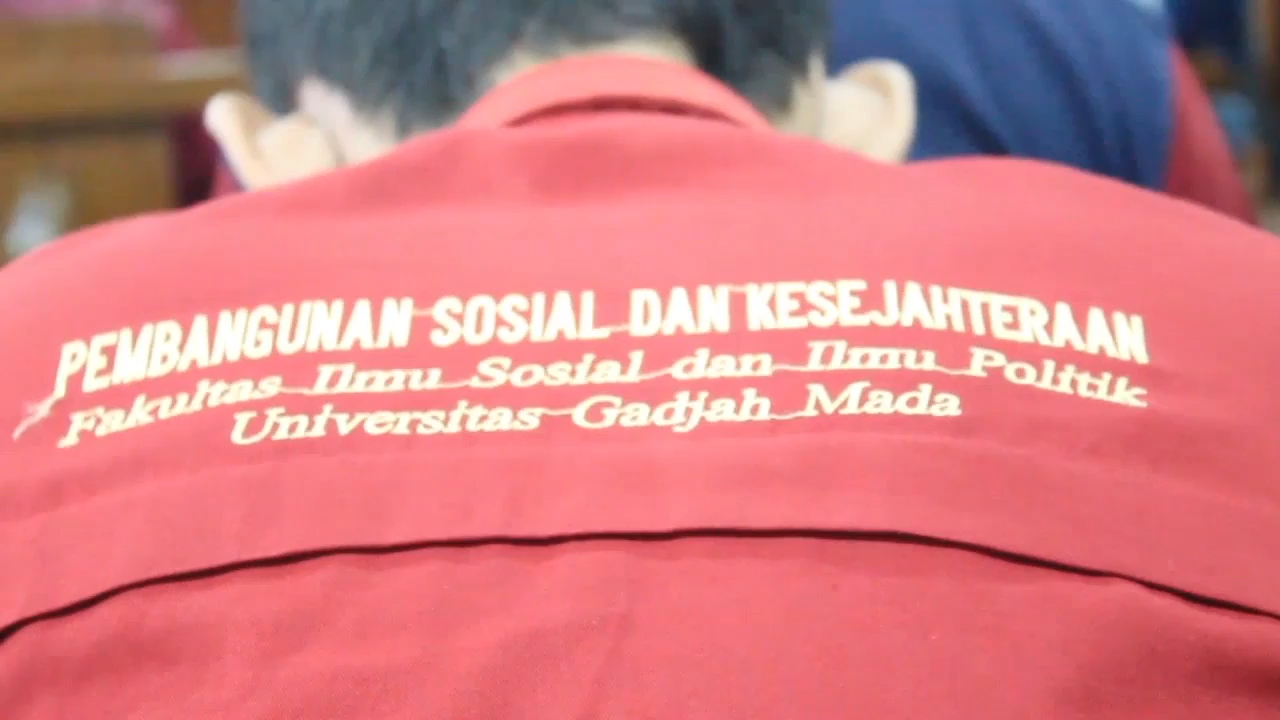 PEMBANGUNAN SOSIAL DAN KESEJAHTERAAN
Fakultas Ilmu Sosial dan Ilmu Politik
Universitas Gadjah Mada